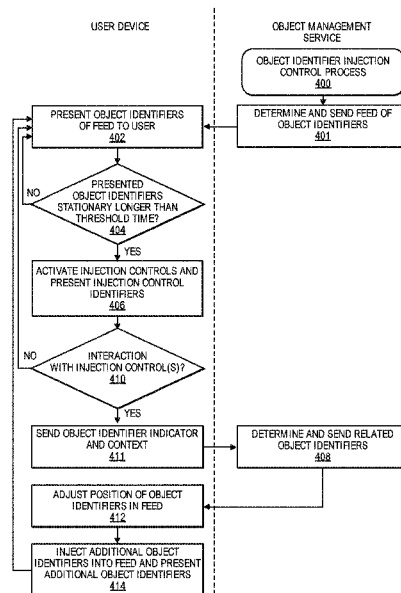 USER DEVICE
OBJECT MANAGEMENT
SERVICE
OBJECT IDENTIFIER INJECTION
CONTROL PROCESS
400
DETERMINE AND SEND FEED OF
OBJECT IDENTIFIERS
401
PRESENT OBJECT IDENTIFIERS
OF FEED TO USER
402
PRESENTED
OBJECT IDENTIFIERS
STATIONARY LONGER THAN
THRESHOLD TIME?
404
NO
YES
ACTIVATE INJECTION CONTROLS AND
PRESENT INJECTION CONTROL
IDENTIFIERS
406
INTERACTION
WITH INJECTION CONTROL(S)?
410
NO
YES
SEND OBJECT IDENTIFIER INDICATOR
AND CONTEXT
411
DETERMINE AND SEND RELATED
OBJECT IDENTIFIERS
408
ADJUST POSITION OF OBJECT
IDENTIFIERS IN FEED
412
INJECT ADDITIONAL OBJECT
IDENTIFIERS INTO FEED AND PRESENT
ADDITIONAL OBJECT IDENTIFIERS
414